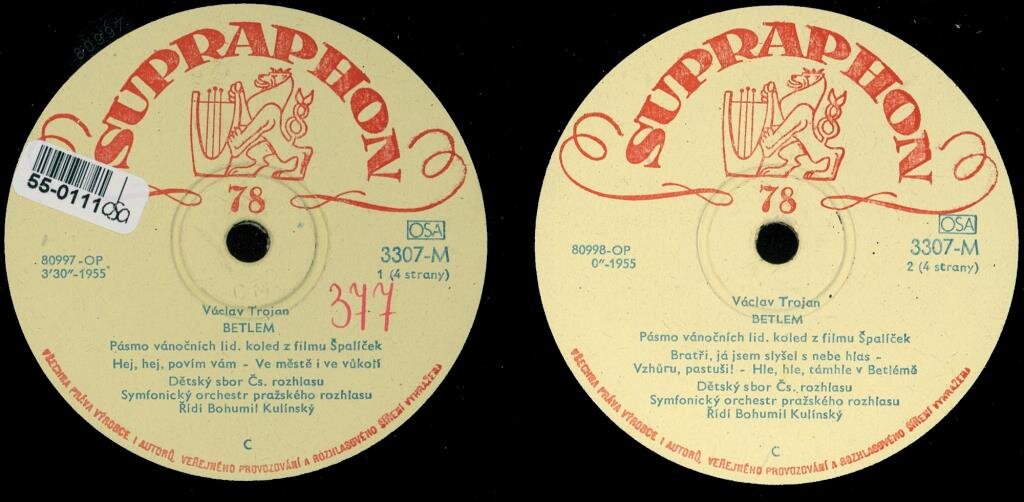 80997
SUPRAPHON
78
55-0111 osa
OSA
80997-OP
3307-M
3′30″-1955
1 (4 strany)
377
Václav Trojan
BETLEM
Pásmo vánočních lid. koled z filmu Špalíček
Hej, hej, povím vám - Ve městě i ve vůkolí
Dětský sbor Čs. rozhlasu
Symfonický orchestr pražského rozhlasu
Řídí Bohumil Kulínský
C
VŠECHNA PRÁVA VÝROBCE I AUTORŮ, VEŘEJNÉHO PROVOZOVÁNÍ A ROZHLASOVÉHO ŠÍŘENÍ VYHRAŽENA
SUPRAPHON
78
OSA
80998-OP
3307-M
0″-1955
2 (4 strany)
Václav Trojan
BETLEM
Pásmo vánočních lid. koled z filmu Špalíček
Bratři, já jsem slyšel s nebe hlas -
Vzhůru, pastuši! - Hle, hle, támhle v Betlémě
Dětský sbor Čs. rozhlasu
Symfonický orchestr pražského rozhlasu
Řídí Bohumil Kulínský
C
VŠECHNA PRÁVA VÝROBCE I AUTORŮ, VEŘEJNÉHO PROVOZOVÁNÍ A ROZHLASOVÉHO ŠÍŘENÍ VYHRAŽENA